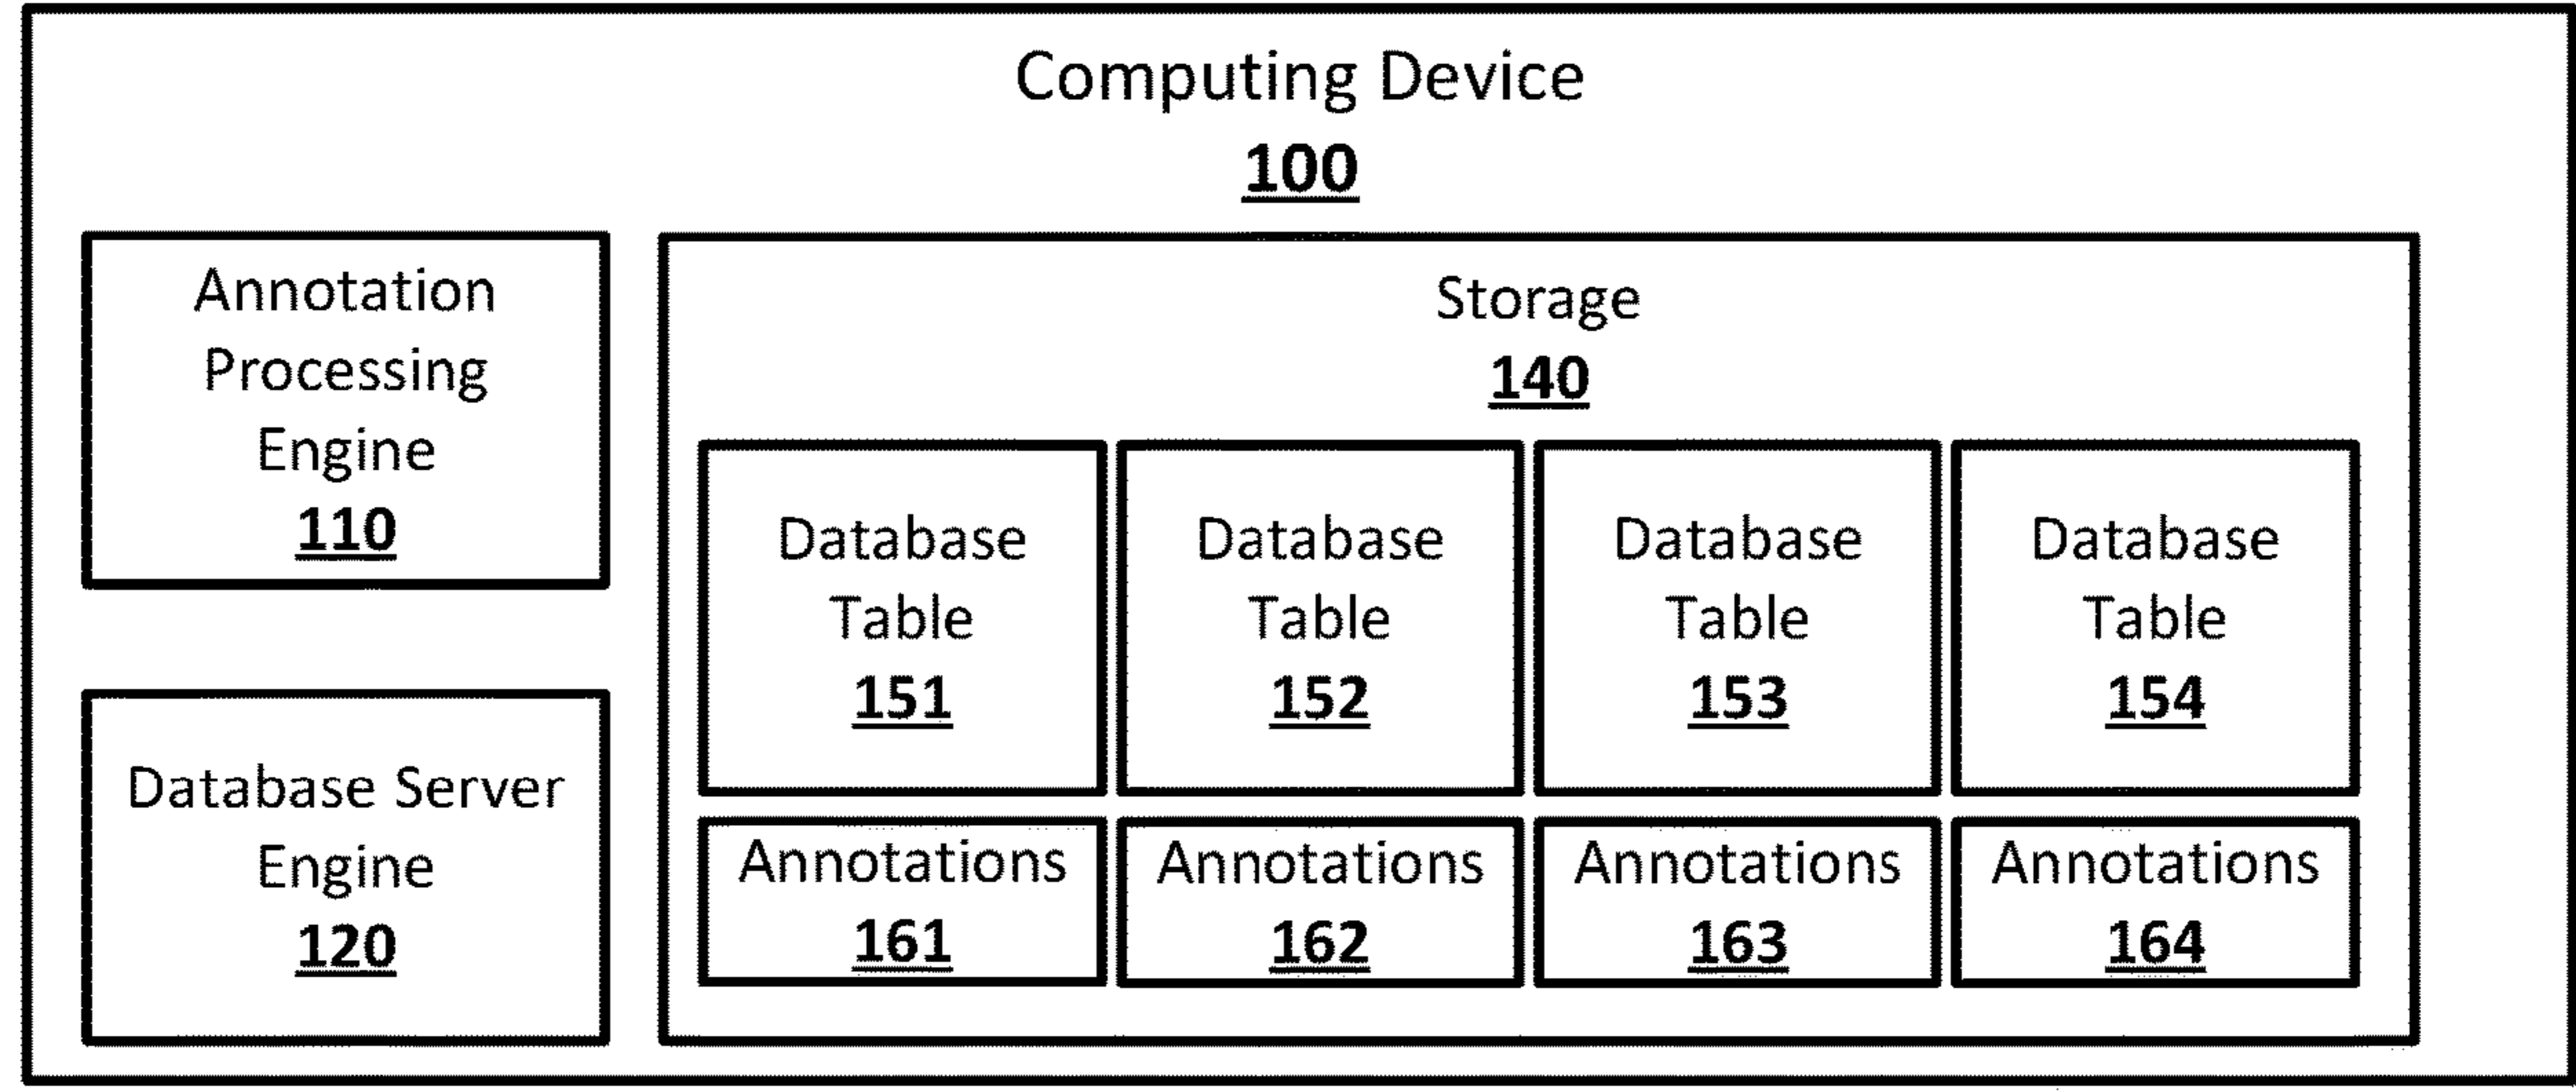 Computing Device
100
Annotation
Processing
Engine
110
Database Server
Engine
120
Storage
140
Database
Table
151
Database
Table
152
Database
Table
153
Database
Table
154
Annotations
161
Annotations
162
Annotations
163
Annotations
164